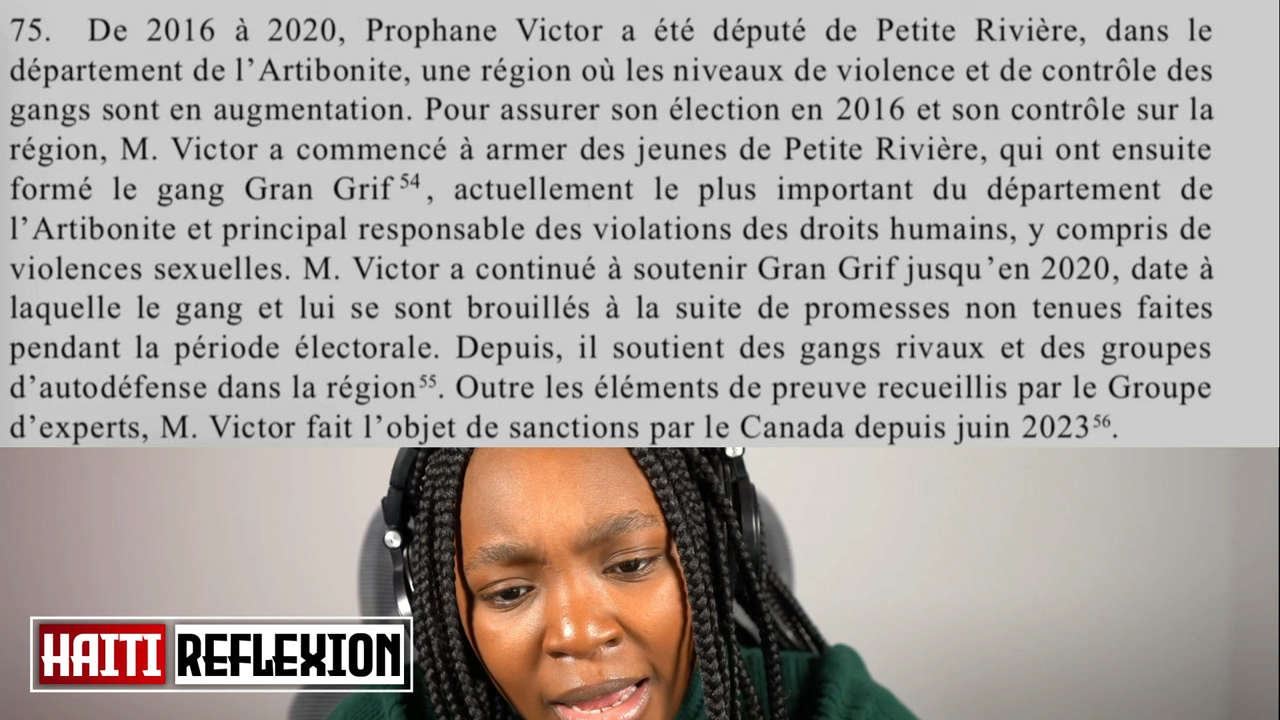 75. De 2016 à 2020, Prophane Victor a été député de Petite Rivière, dans le
département de l’Artibonite, une région où les niveaux de violence et de contrôle des
gangs sont en augmentation. Pour assurer son élection en 2016 et son contrôle sur la
région, M. Victor a commencé à armer des jeunes de Petite Rivière, qui ont ensuite
formé le gang Gran Grif 54, actuellement le plus important du département de
l’Artibonite et principal responsable des violations des droits humains, y compris de
violences sexuelles. M. Victor a continué à soutenir Gran Grif jusqu’en 2020, date à
laquelle le gang et lui se sont brouillés à la suite de promesses non tenues faites
pendant la période électorale. Depuis, il soutient des gangs rivaux et des groupes
d’autodéfense dans la région55. Outre les éléments de preuve recueillis par le Groupe
d’experts, M. Victor fait l’objet de sanctions par le Canada depuis juin 202356.
HAITI REFLEXION